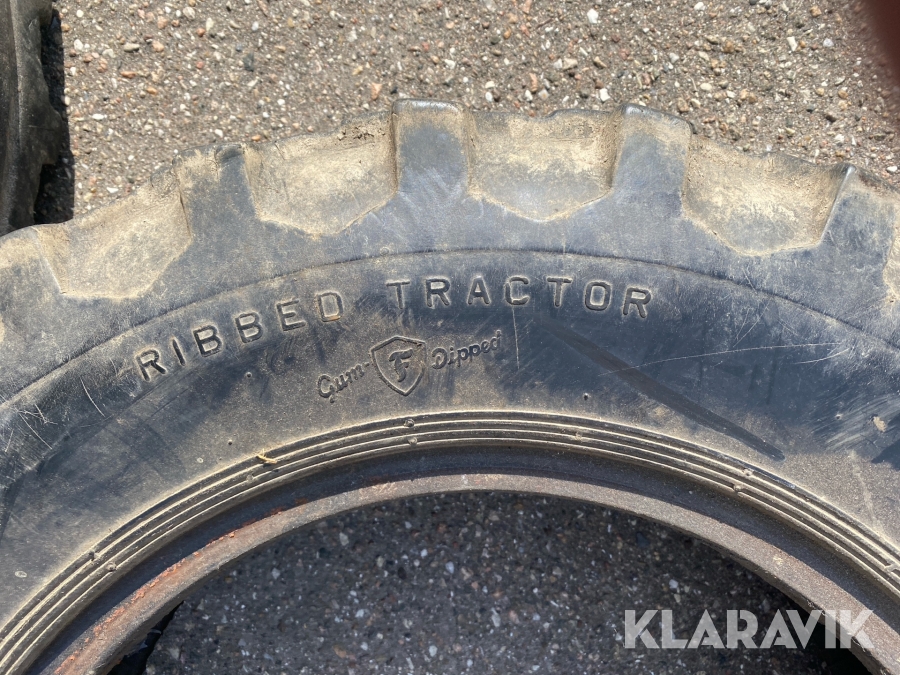 RIBBED TRACTOR
Gum- F Dipped
KLARAVIK